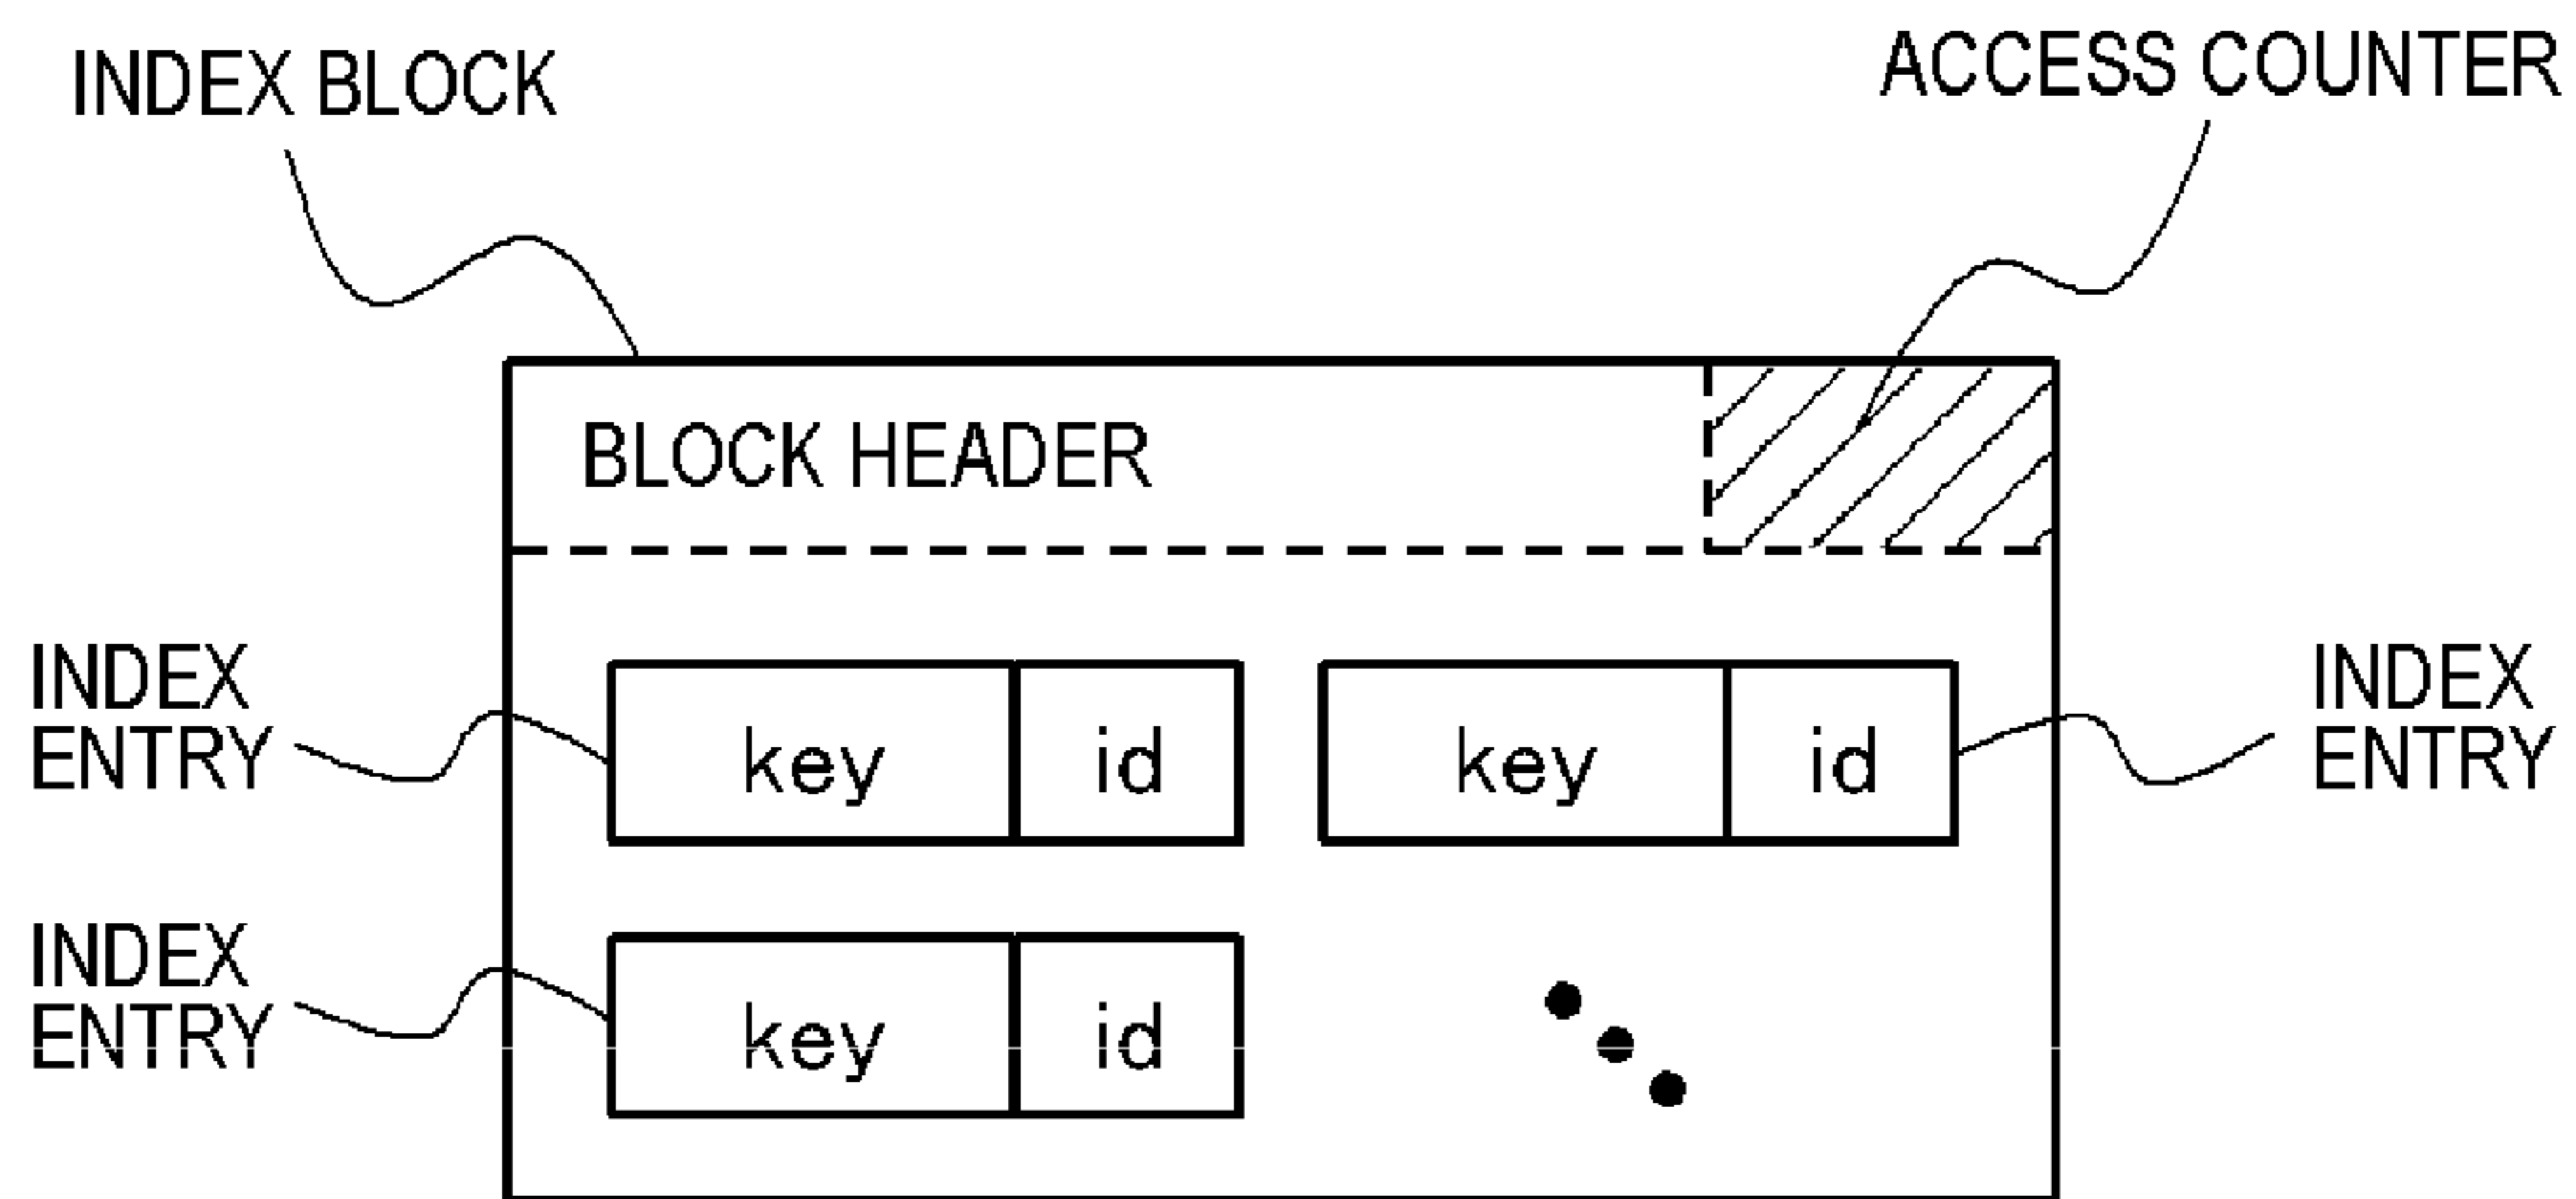 INDEX BLOCK
ACCESS COUNTER
BLOCK HEADER
INDEX
ENTRY
key id
key id
INDEX
ENTRY
INDEX
ENTRY
key id